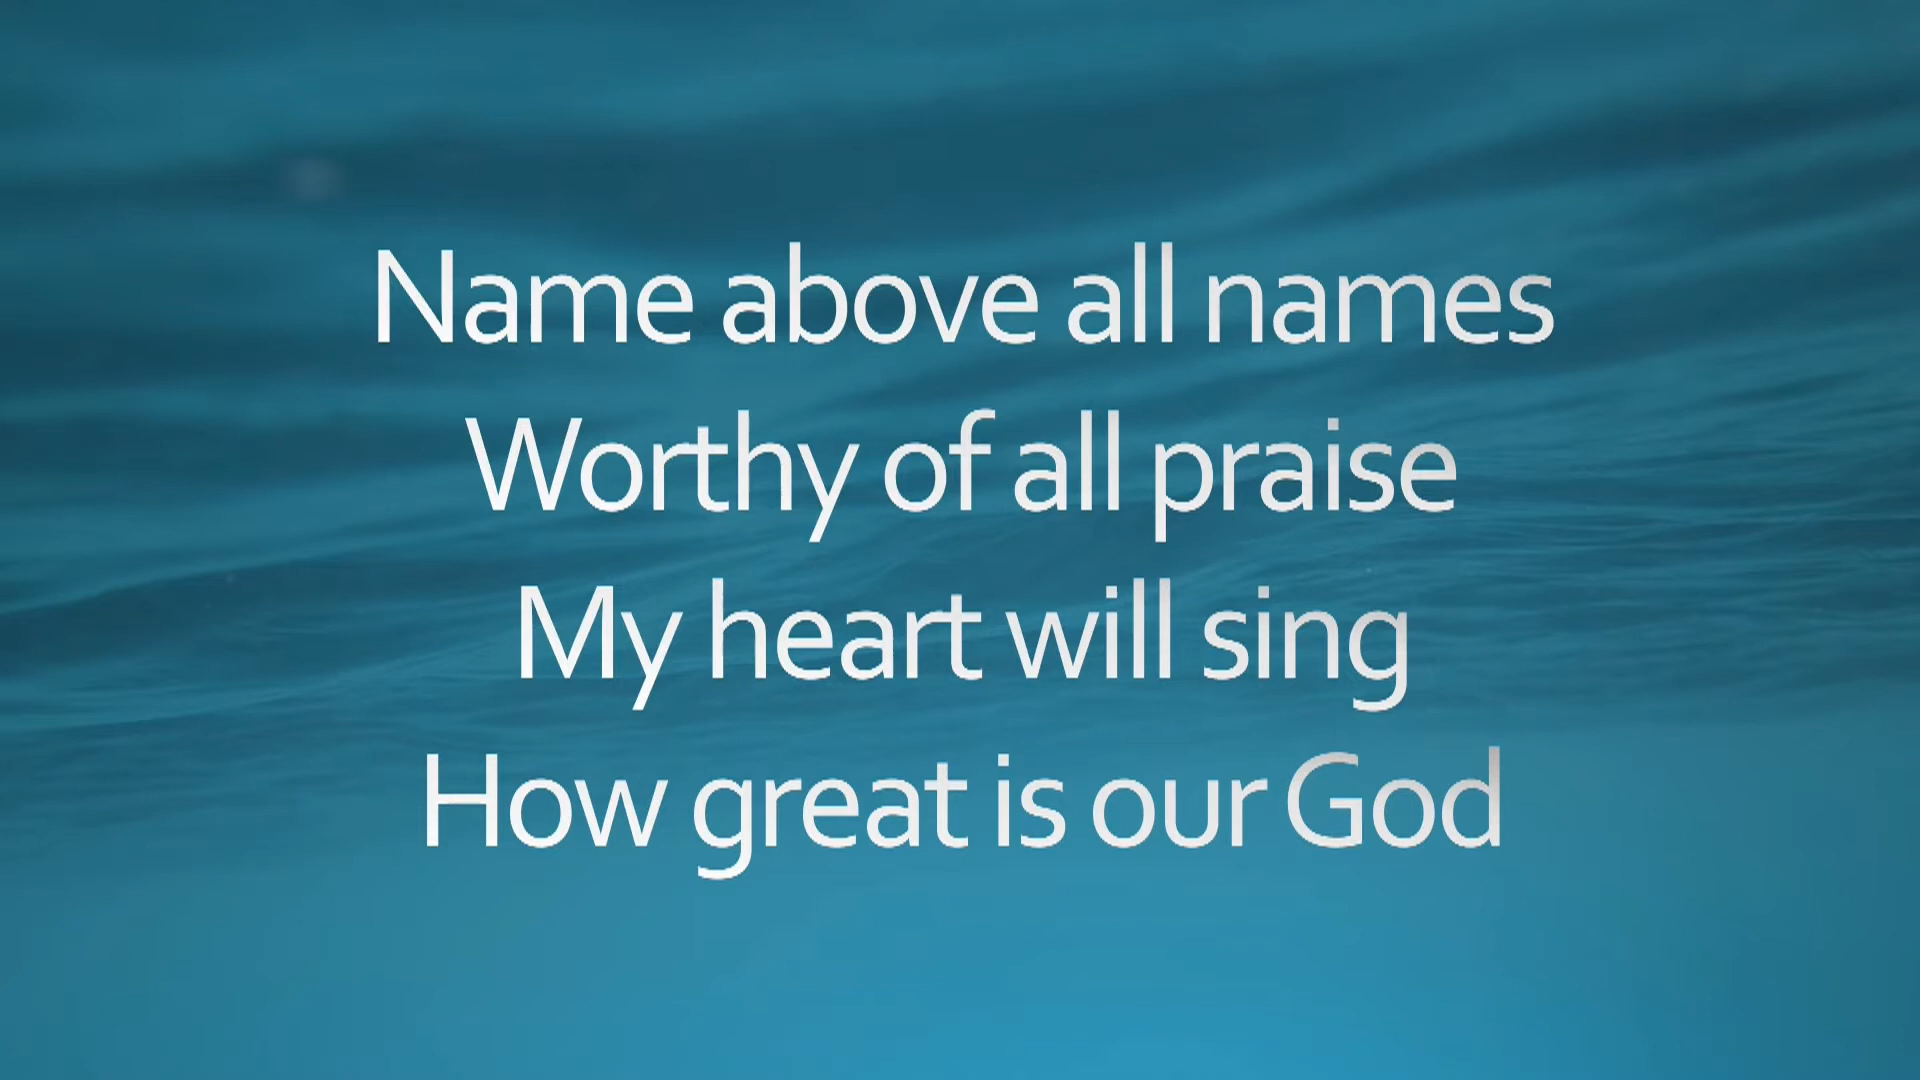 Name above all names
Worthy of all praise
My heart will sing
How great is our God